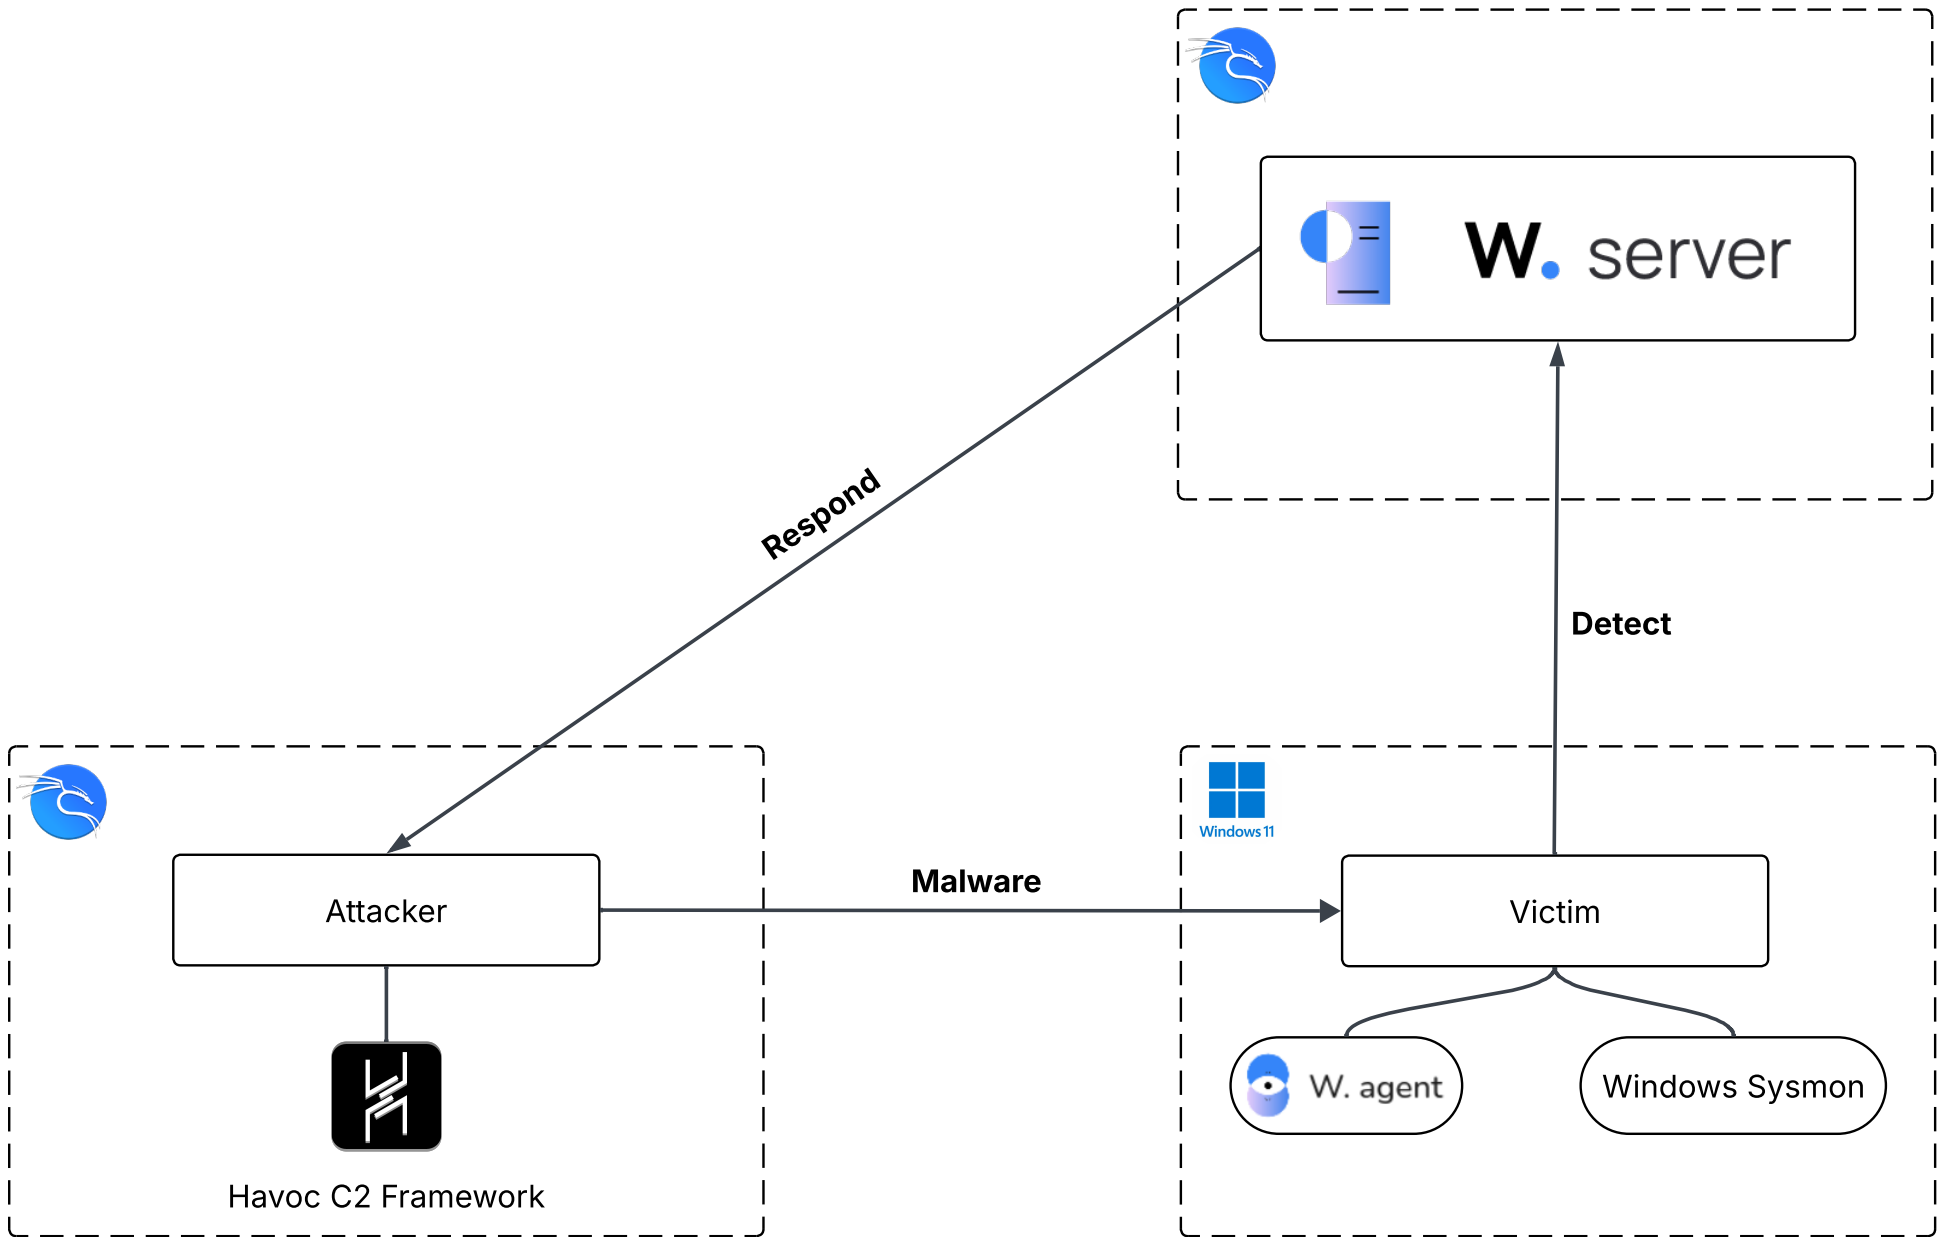 W. server
Respond
Detect
Windows 11
Malware
Attacker
Victim
W. agent
Windows Sysmon
Havoc C2 Framework